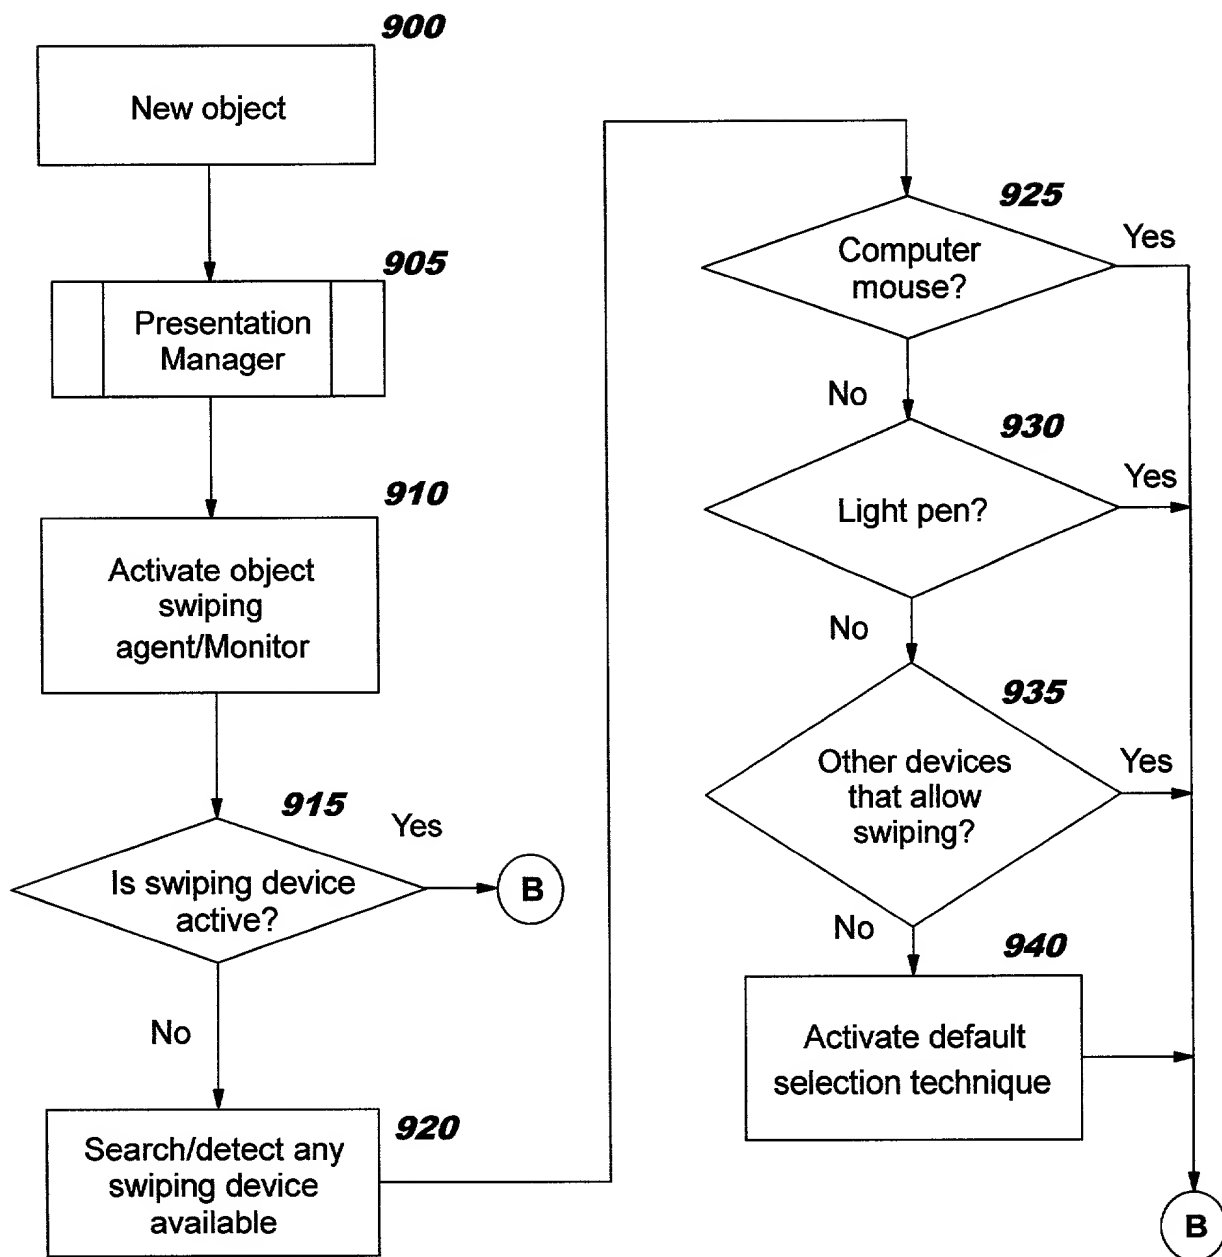 900
New object
905
Presentation
Manager
910
Activate object
swiping
agent/Monitor
915
Yes
Is swiping device
active?
B
No
920
Search/detect any
swiping device
available
925
Computer
mouse?
Yes
No
930
Light pen?
Yes
No
935
Other devices
that allow
swiping?
Yes
No
940
Activate default
selection technique
B